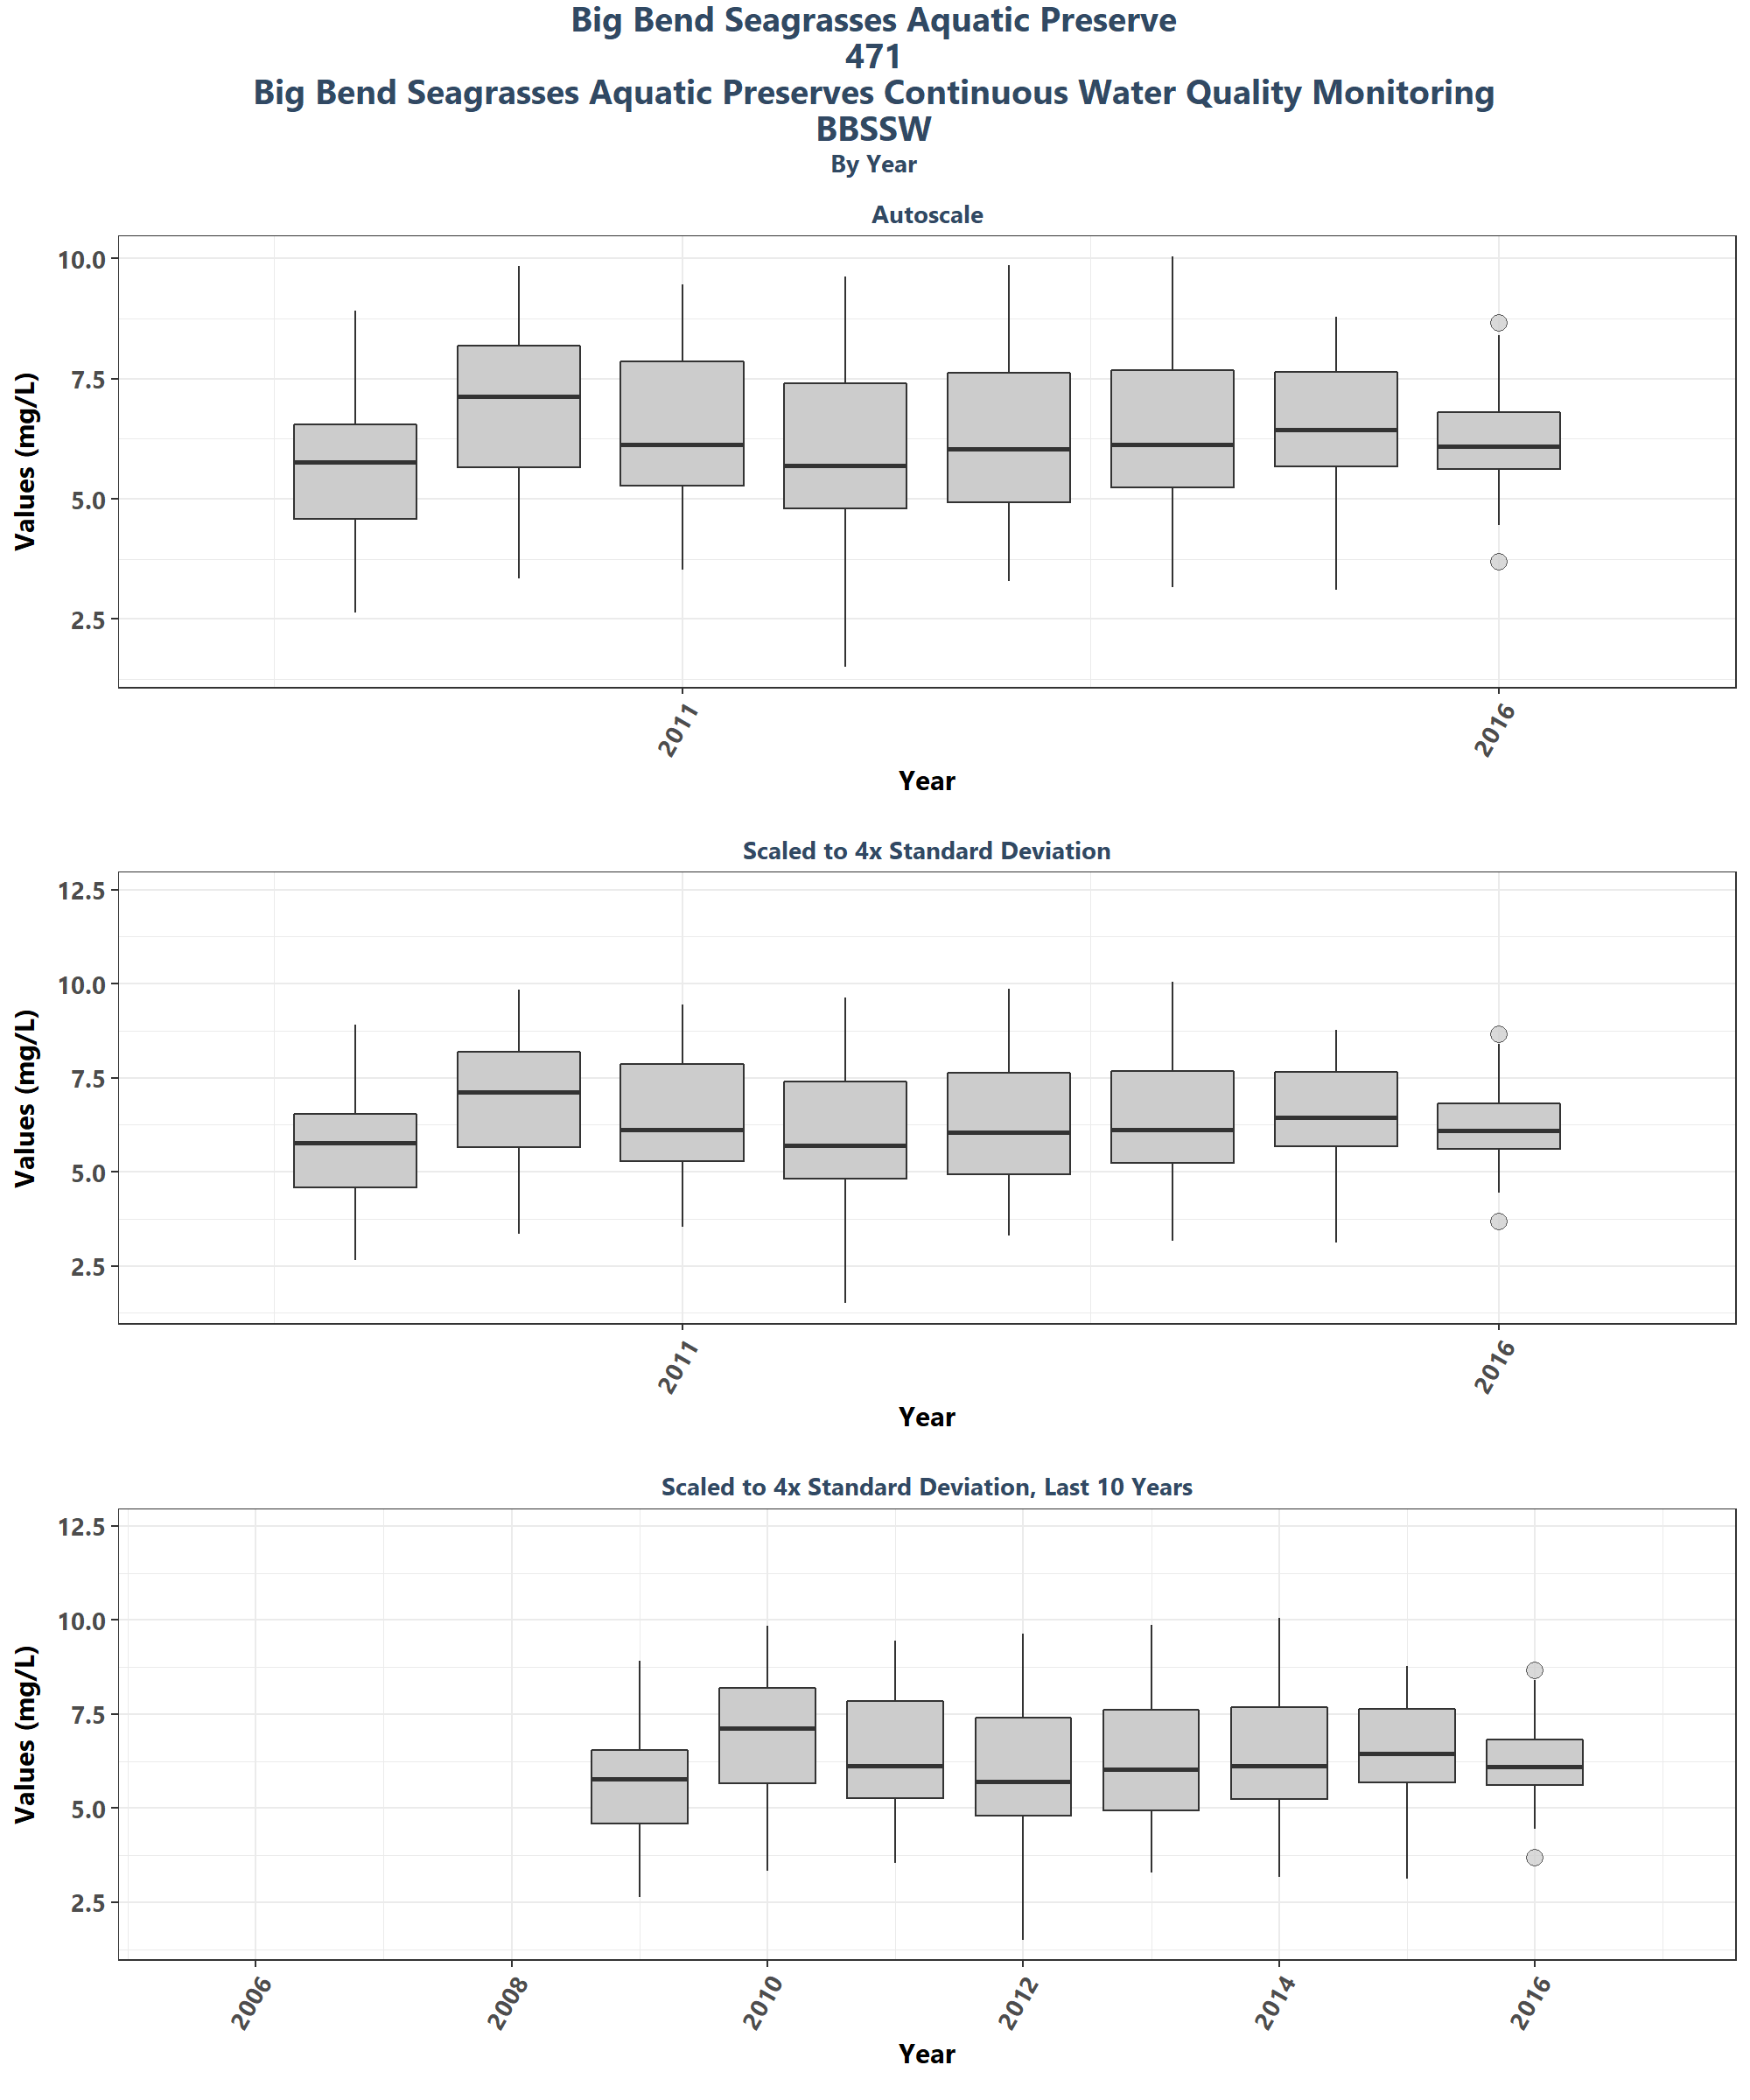 Big Bend Seagrasses Aquatic Preserve
471
Big Bend Seagrasses Aquatic Preserves Continuous Water Quality Monitoring
BBSSW
By Year
Autoscale
10.0
7.5
5.0
2.5
Values (mg/L)
2011
2016
Year
Scaled to 4x Standard Deviation
12.5
10.0
7.5
5.0
2.5
Values (mg/L)
2011
2016
Year
Scaled to 4x Standard Deviation, Last 10 Years
12.5
10.0
7.5
5.0
2.5
Values (mg/L)
2006
2008
2010
2012
2014
2016
Year